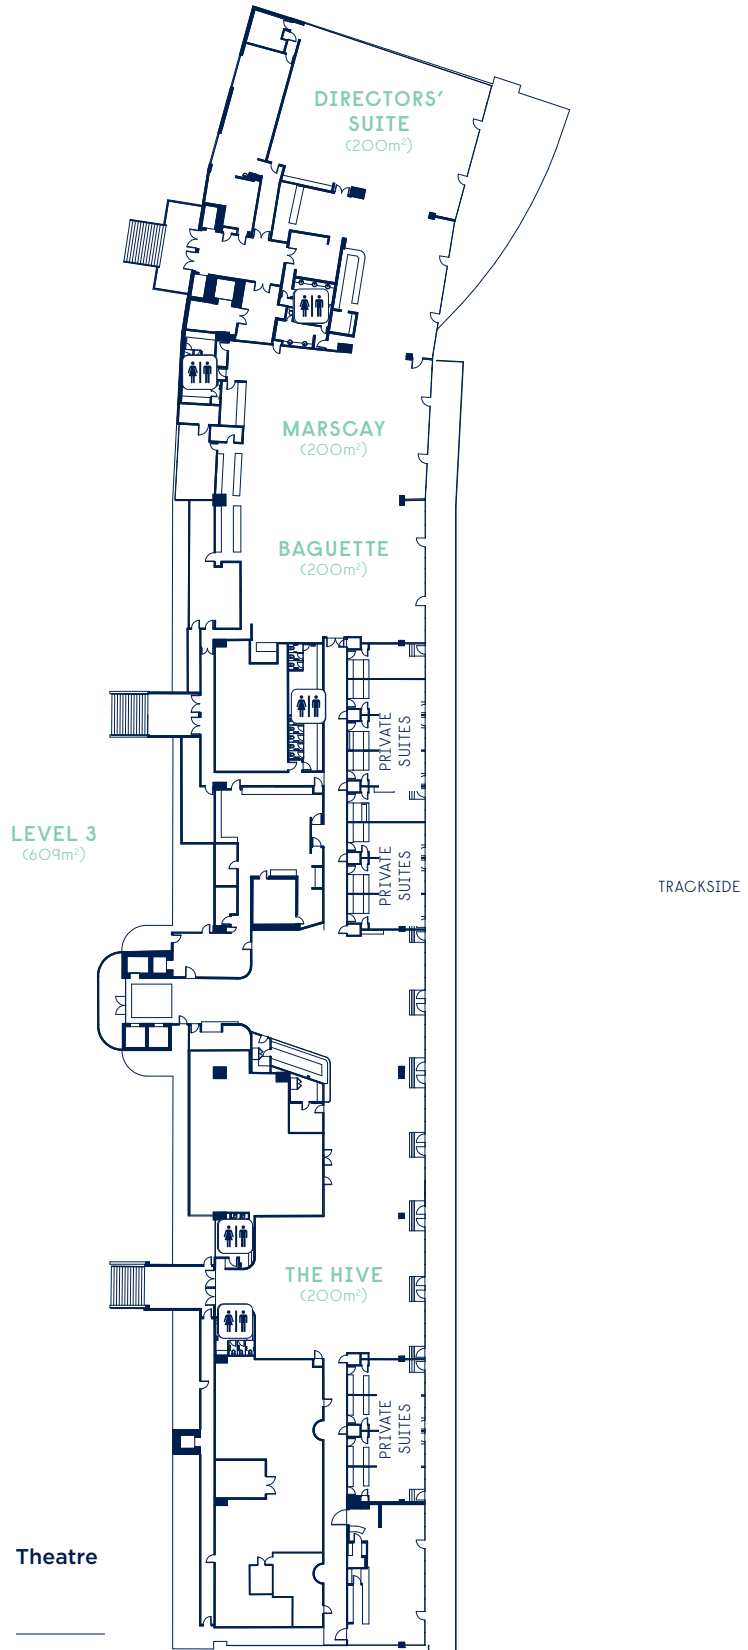 DIRECTORS'
SUITE
(200m²)
MARSCAY
(200m²)
BAGUETTE
(200m²)
PRIVATE
SUITES
LEVEL 3
(609m²)
PRIVATE
SUITES
TRACKSIDE
THE HIVE
(200m²)
PRIVATE
SUITES
Theatre